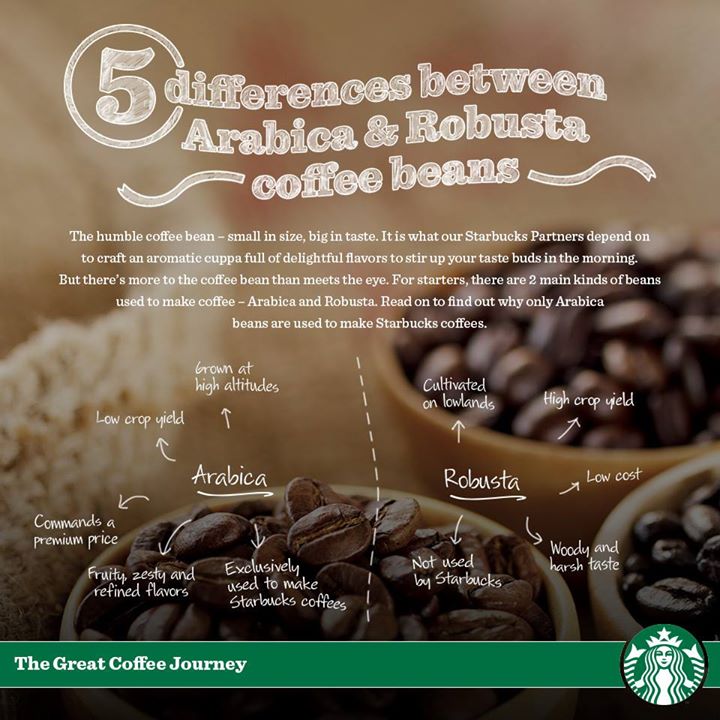 5 differences between
Arabica & Robusta
coffee beans
The humble coffee bean – small in size, big in taste. It is what our Starbucks Partners depend on
to craft an aromatic cuppa full of delightful flavors to stir up your taste buds in the morning.
But there's more to the coffee bean than meets the eye. For starters, there are 2 main kinds of beans
used to make coffee – Arabica and Robusta. Read on to find out why only Arabica
beans are used to make Starbucks coffees.
Arabica
Grown at
high altitudes
Low crop yield
Commands a
premium price
Fruity, zesty and
refined flavors
Exclusively
used to make
Starbucks coffees
Robusta
Cultivated
on lowlands
High crop yield
Low cost
Woody and
harsh taste
Not used
by Starbucks
The Great Coffee Journey